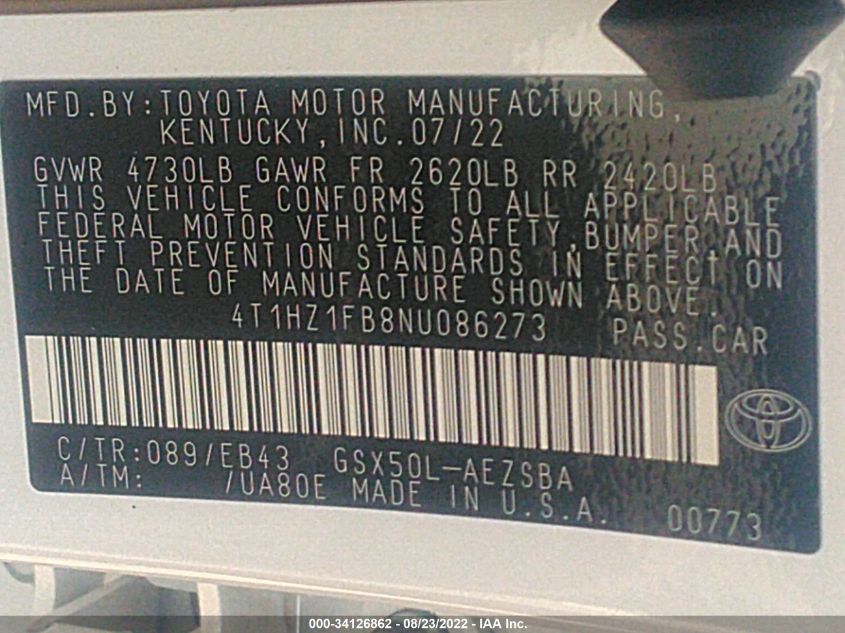 MFD.BY:TOYOTA MOTOR MANUFACTURING,
KENTUCKY,INC.07/22
GVWR 4730LB GAWR FR 2620LB RR 2420LB
THIS VEHICLE CONFORMS TO ALL APPLICABLE
FEDERAL MOTOR VEHICLE SAFETY,BUMPER,AND
THEFT PREVENTION STANDARDS IN EFFECT ON
THE DATE OF MANUFACTURE SHOWN ABOVE.
4T1HZ1FB8NU086273 PASS.CAR
C/TR:089/EB43 GSX50L-AEZSBA
A/TM: /UA80E MADE IN U.S.A. 00773
000-34126862 - 08/23/2022 - IAA Inc.